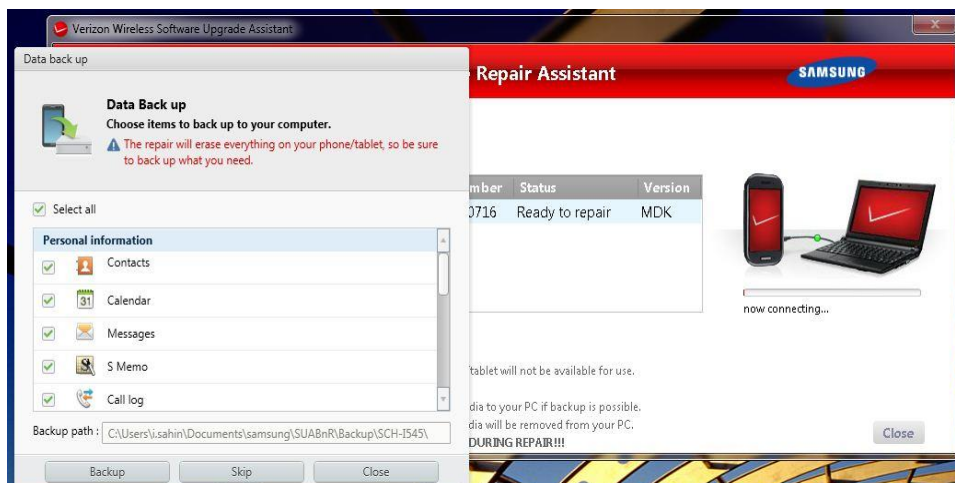 Verizon Wireless Software Upgrade Assistant
Data back up
Data Back up
Choose items to back up to your computer.
The repair will erase everything on your phone/tablet, so be sure
to back up what you need.
Select all
Personal information
Contacts
31
Calendar
Messages
S Memo
Call log
Backup path :
C:\Users\i.sahin\Documents\samsung\SUABnR\Backup\SCH-I545\
Backup
Skip
Close
Repair Assistant
SAMSUNG
Status
Version
0716
Ready to repair
MDK
now connecting...
will not be available for use.
to your PC if backup is possible.
will be removed from your PC.
DURING REPAIR!!!
Close